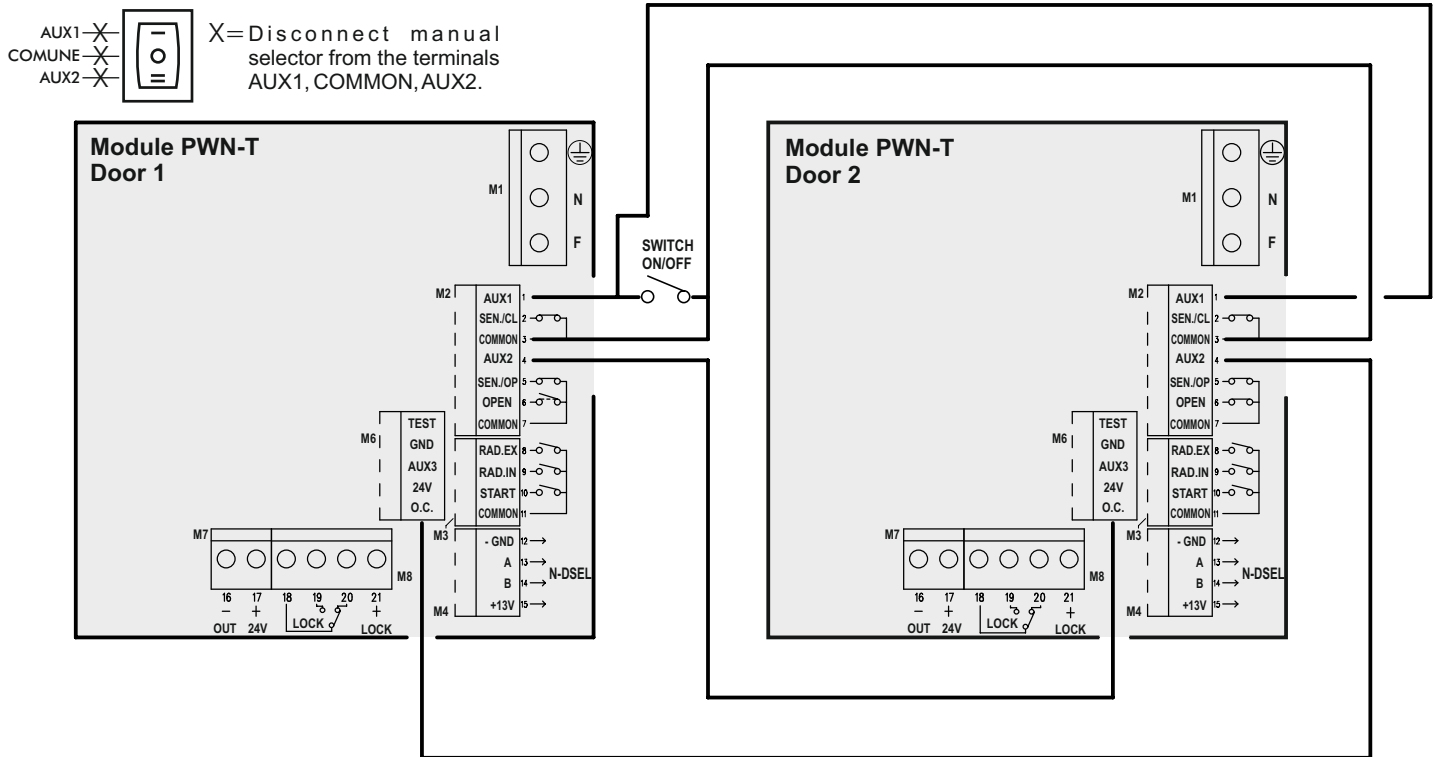 AUX1
COMUNE
AUX2
X=Disconnect manual
selector from the terminals
AUX1, COMMON, AUX2.
Module PWN-T
Door 1
M1
N
F
SWITCH
ON/OFF
M2
AUX1 1
SEN./CL 2
COMMON 3
AUX2 4
SEN./OP 5
OPEN 6
COMMON 7
M6
TEST
GND
AUX3
24V
O.C.
RAD.EX 8
RAD.IN 9
START 10
COMMON 11
M3
- GND 12
A 13
B 14
+13V 15
N-DSEL
M4
M7
M8
16 17 18 19 20 21
− + +
OUT 24V LOCK LOCK
Module PWN-T
Door 2
M1
N
F
M2
AUX1 1
SEN./CL 2
COMMON 3
AUX2 4
SEN./OP 5
OPEN 6
COMMON 7
M6
TEST
GND
AUX3
24V
O.C.
RAD.EX 8
RAD.IN 9
START 10
COMMON 11
M3
- GND 12
A 13
B 14
+13V 15
N-DSEL
M4
M7
M8
16 17 18 19 20 21
− + +
OUT 24V LOCK LOCK